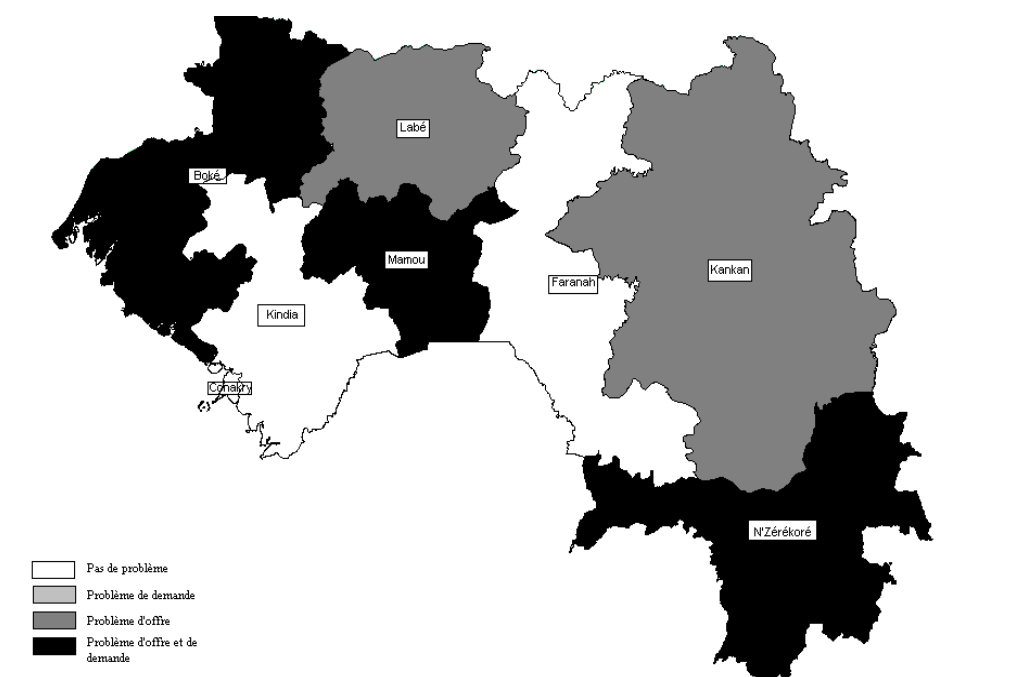 Labé
Boké
Mamou
Kankan
Faranah
Kindia
Conakry
N'Zérékoré
Pas de problème
Problème de demande
Problème d'offre
Problème d'offre et de
demande